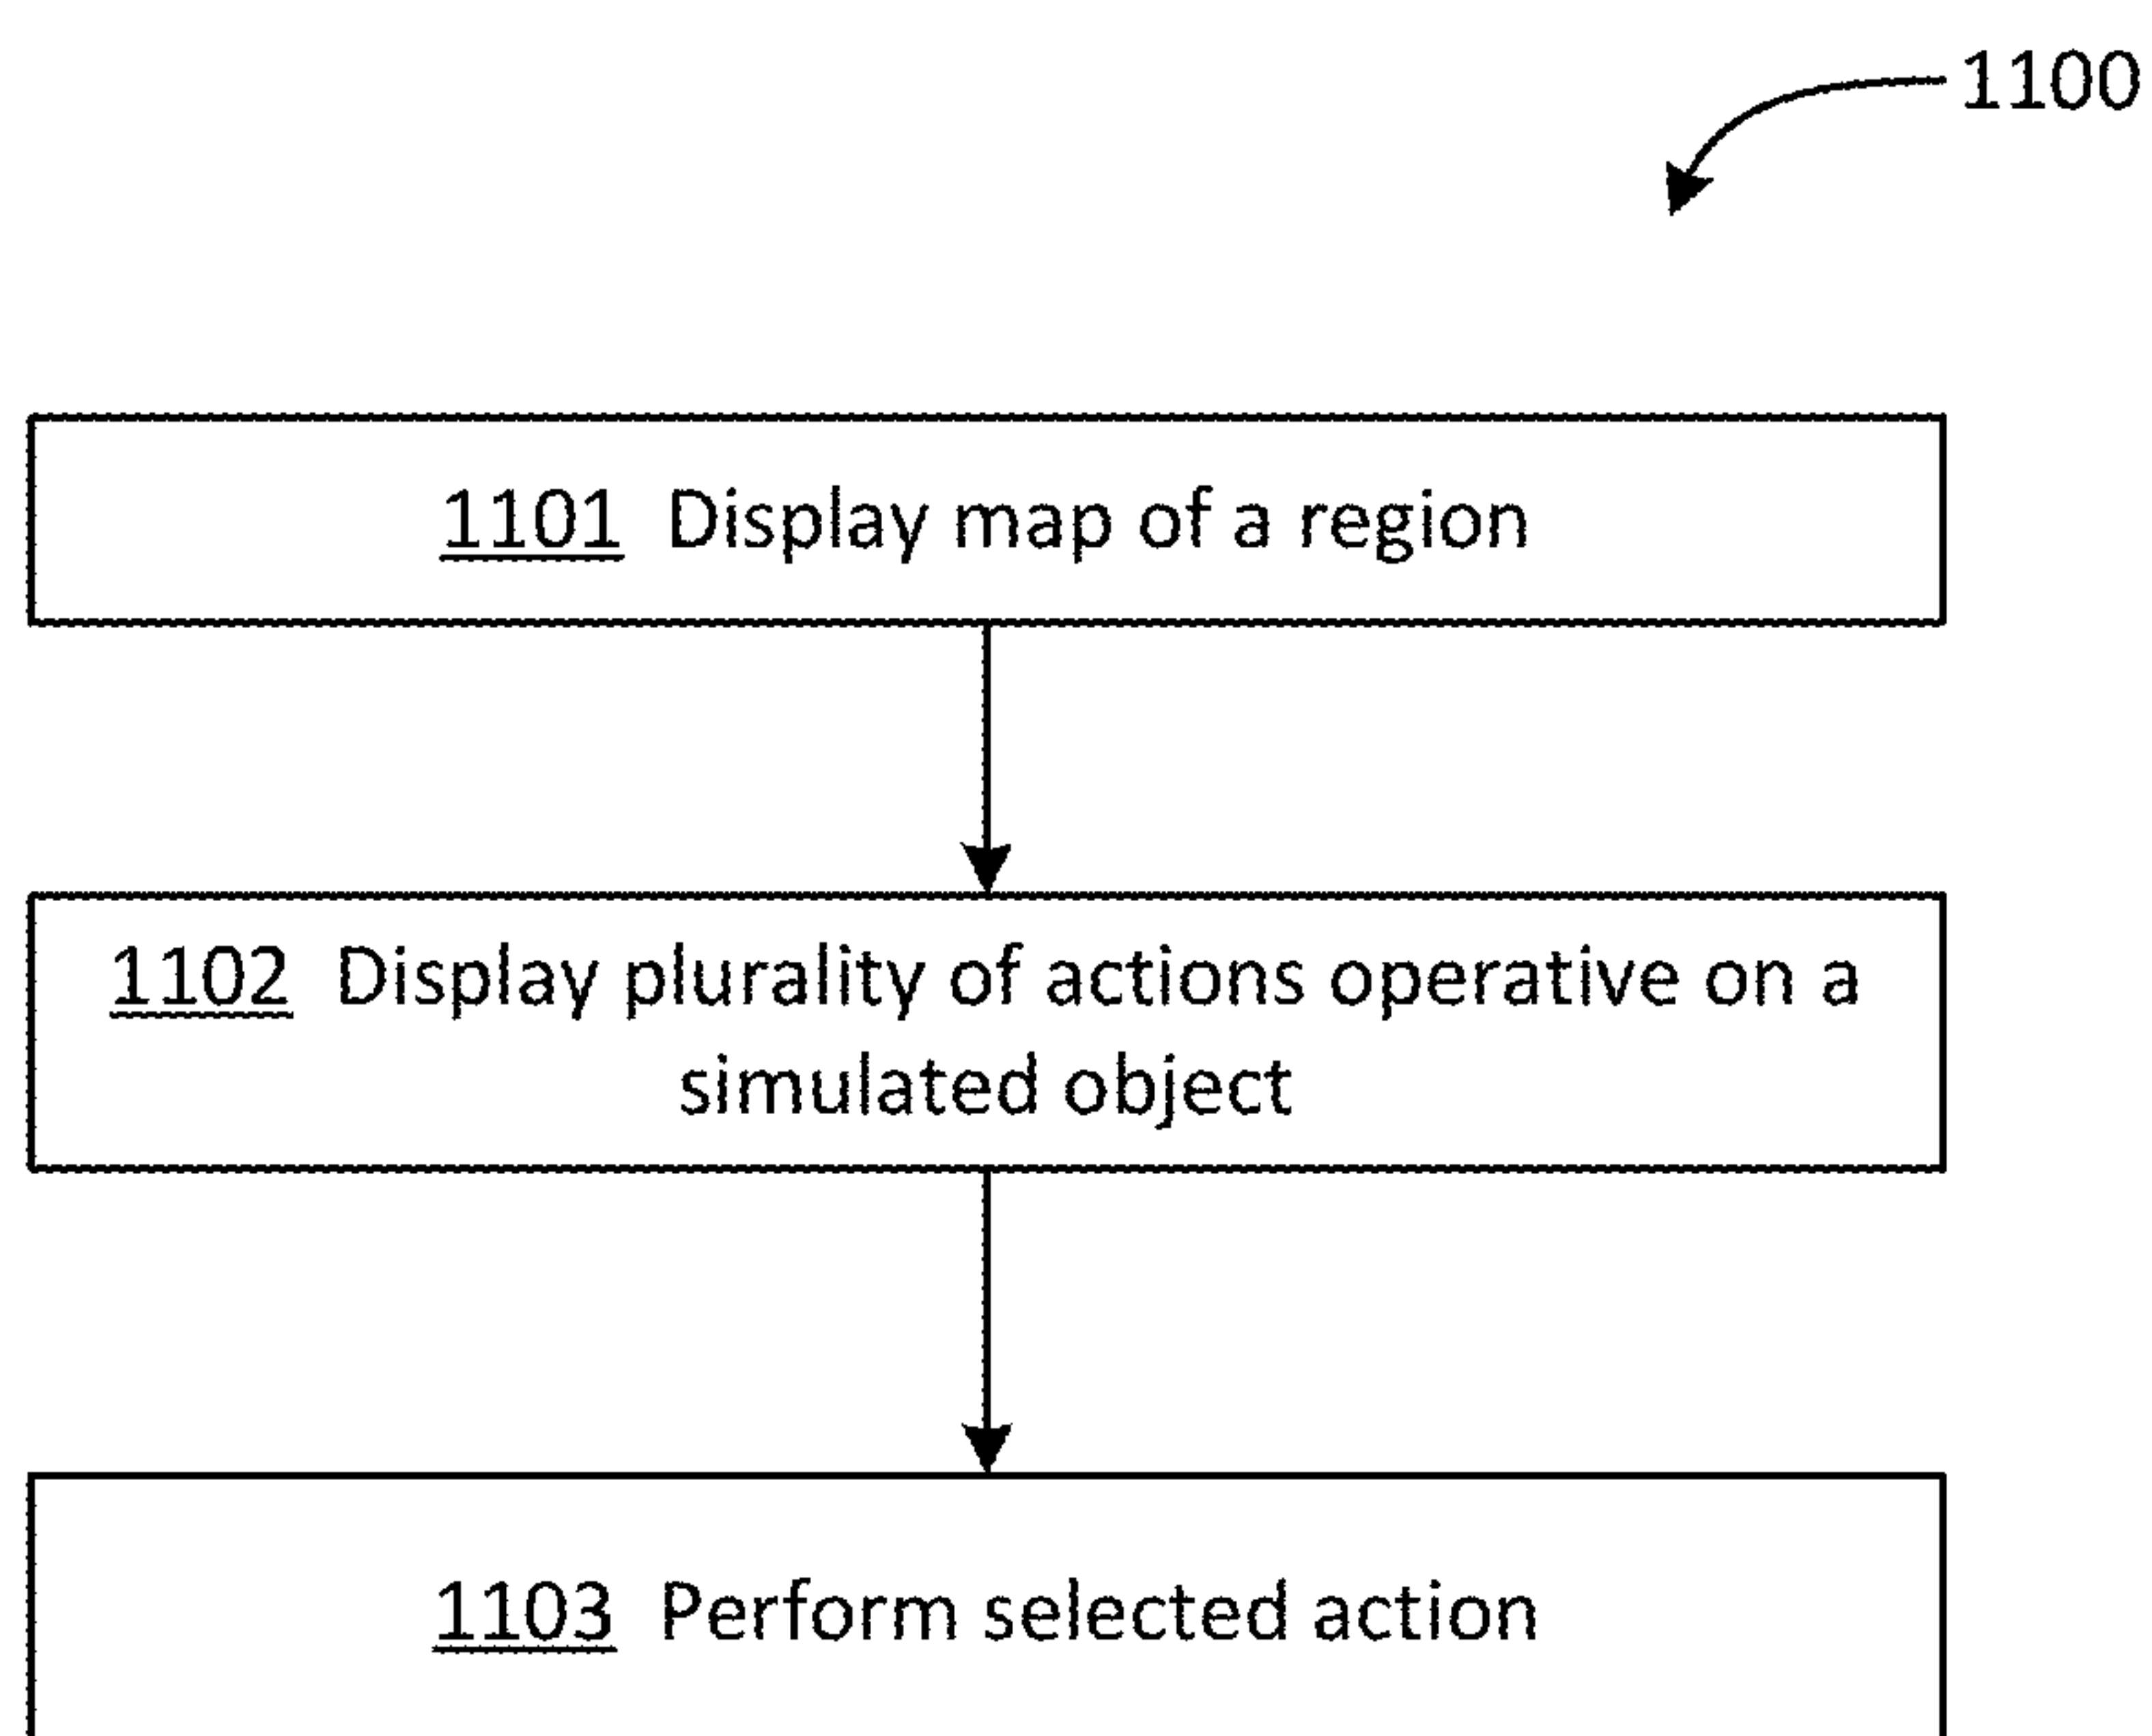 1100
1101 Display map of a region
1102 Display plurality of actions operative on a
simulated object
1103 Perform selected action